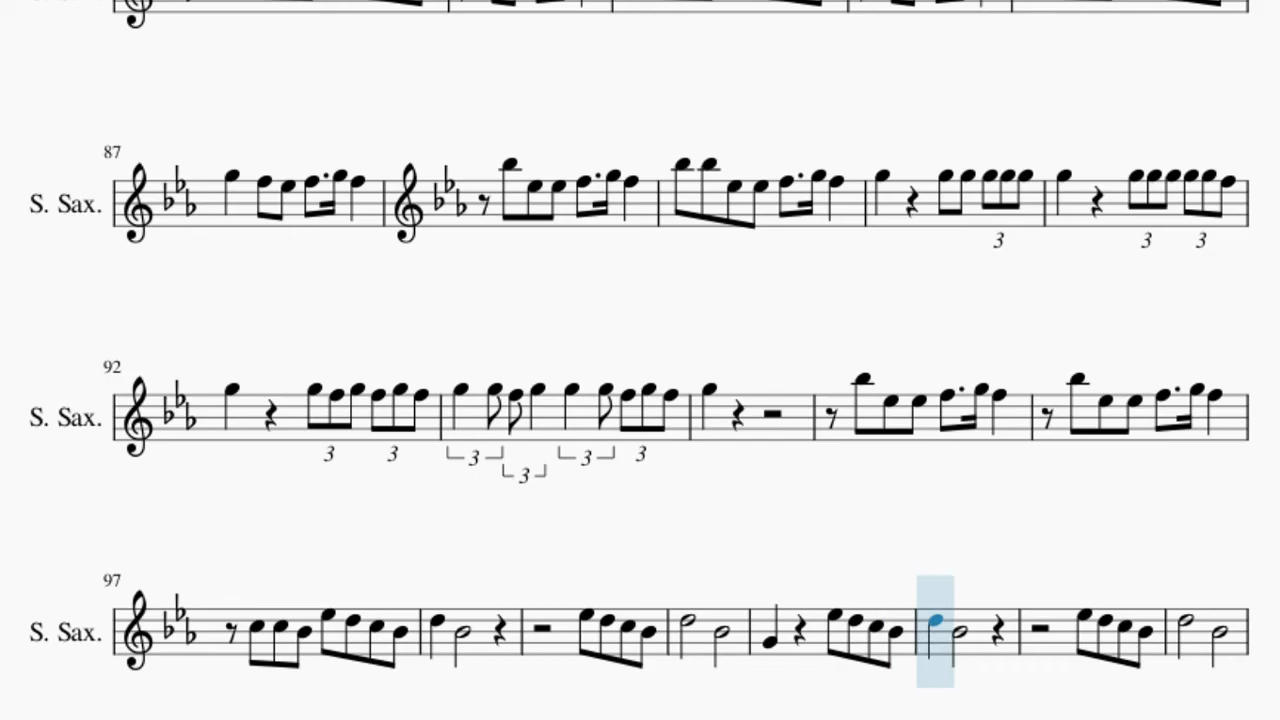 87
S. Sax.
3 3 3
92
S. Sax.
3 3 3 3 3
3
97
S. Sax.